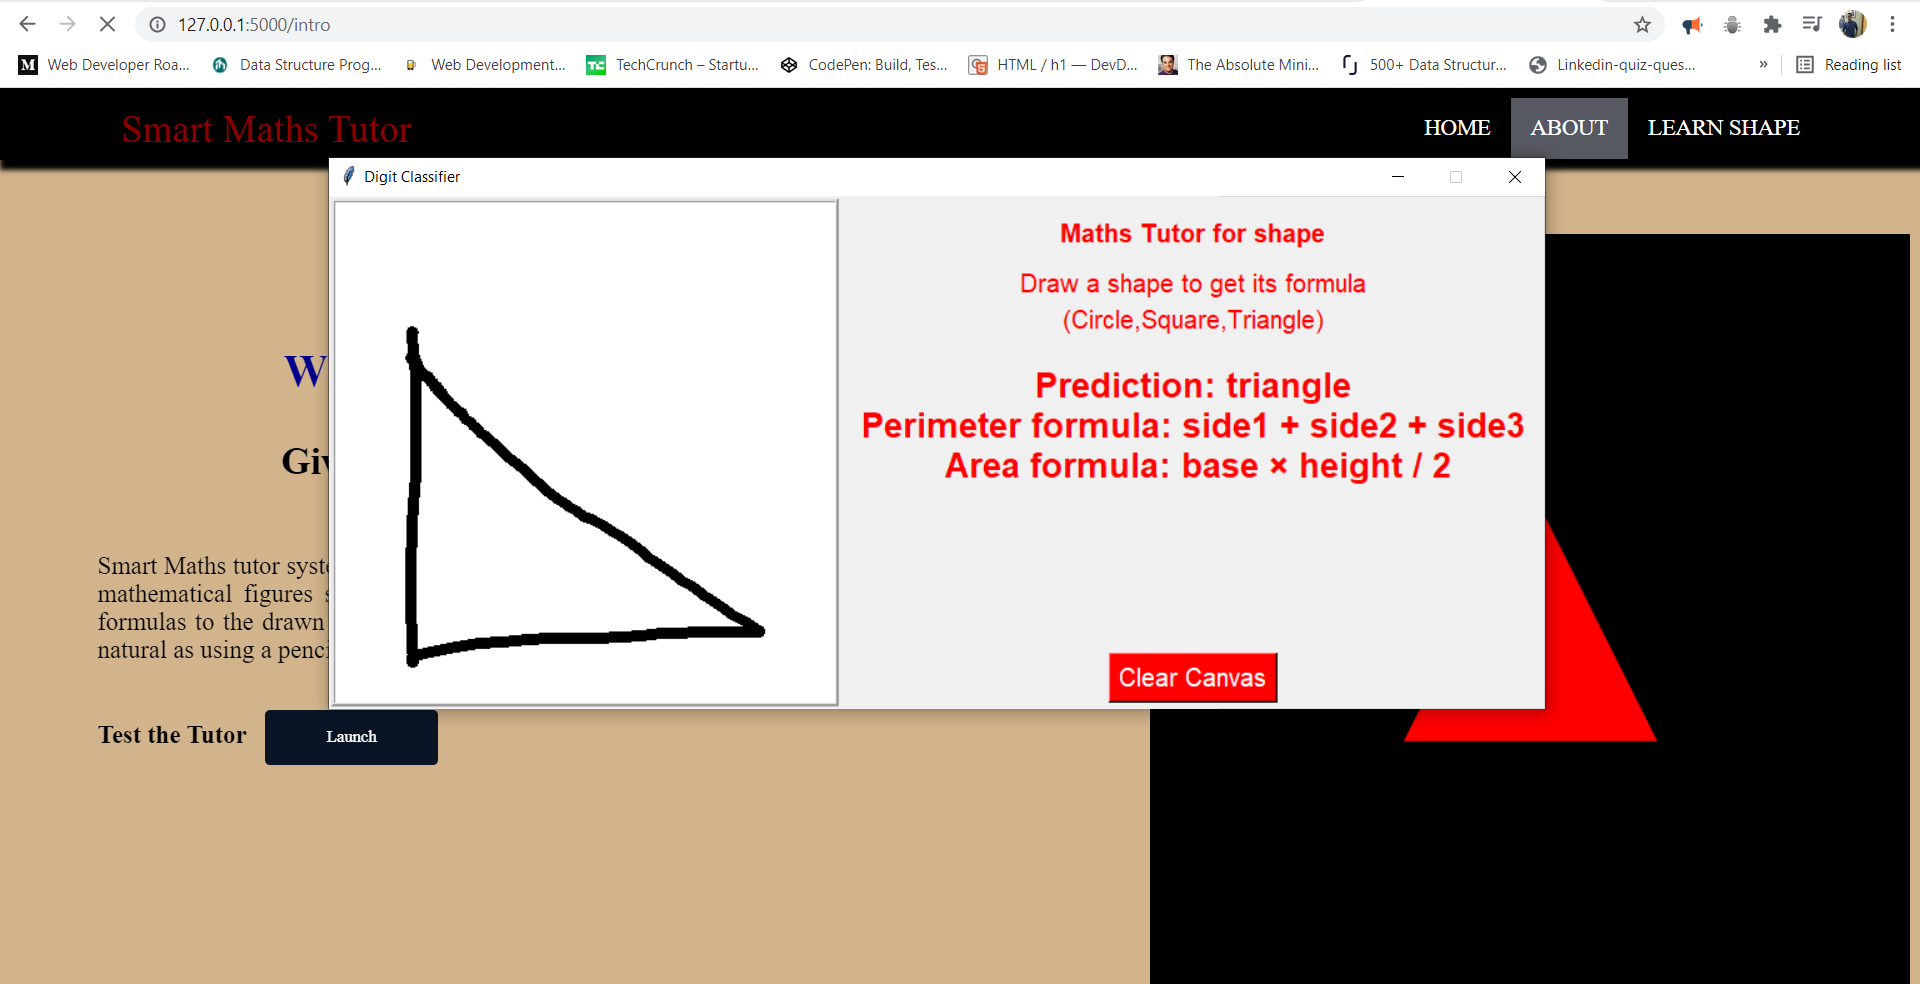 127.0.0.1:5000/intro
Web Developer Roa...
Data Structure Prog...
Web Development...
TechCrunch – Startu...
CodePen: Build, Tes...
HTML / h1 — DevD...
The Absolute Mini...
500+ Data Structur...
Linkedin-quiz-ques...
»
Reading list
Smart Maths Tutor
HOME
ABOUT
LEARN SHAPE
Digit Classifier
Maths Tutor for shape
Draw a shape to get its formula
(Circle,Square,Triangle)
Prediction: triangle
Perimeter formula: side1 + side2 + side3
Area formula: base × height / 2
Clear Canvas
W
Giv
Smart Maths tutor syste
mathematical figures s
formulas to the drawn
natural as using a penci
Test the Tutor
Launch